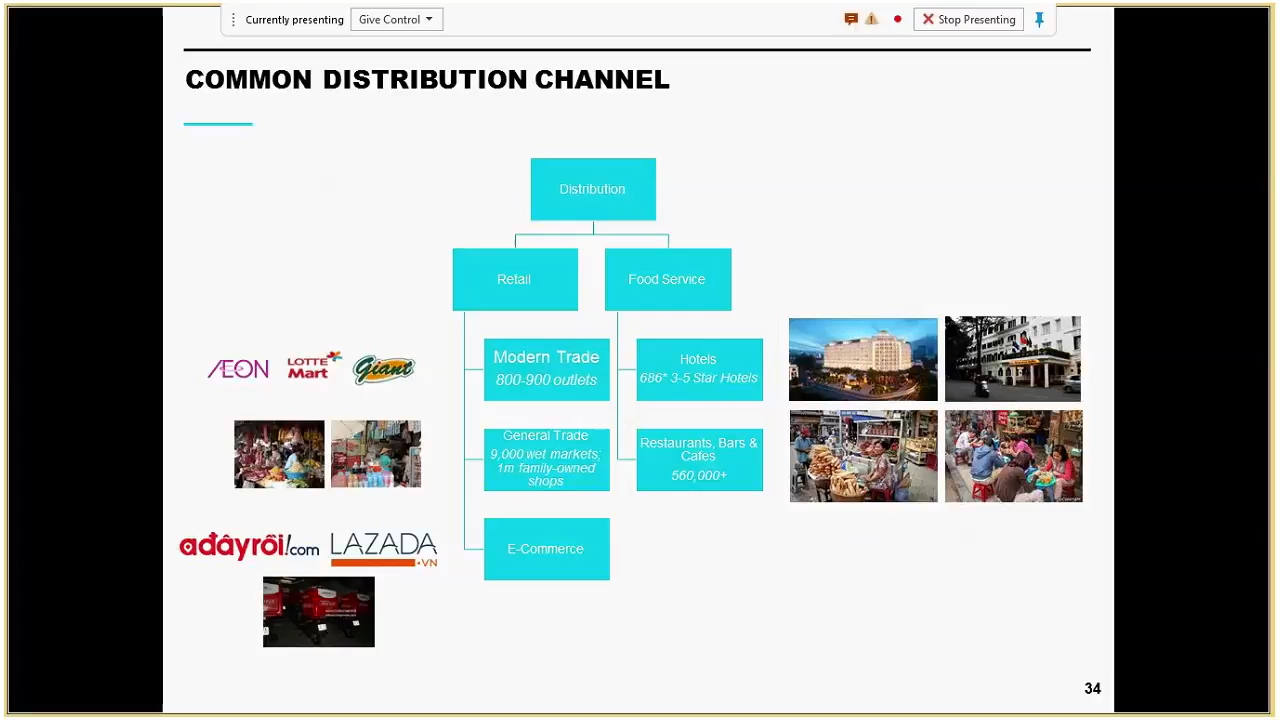 Currently presenting
Give Control
Stop Presenting
COMMON DISTRIBUTION CHANNEL
Distribution
Retail
Food Service
Modern Trade
800-900 outlets
Hotels
686* 3-5 Star Hotels
General Trade
9,000 wet markets;
1m family-owned
shops
Restaurants, Bars &
Cafes
560,000+
E-Commerce
ÆON
LOTTE
Mart
Giant
ađâyrôi!.com
LAZADA
.VN
34